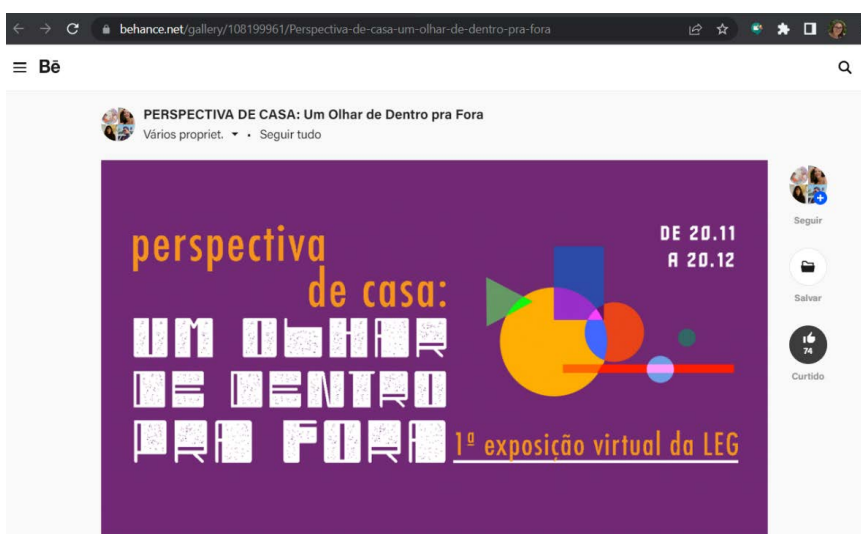 behance.net/gallery/108199961/Perspectiva-de-casa-um-olhar-de-dentro-pra-fora
Bē
PERSPECTIVA DE CASA: Um Olhar de Dentro pra Fora
Vários propriet. ▾ • Seguir tudo
perspectiva
de casa:
UM OLHAR
DE DENTRO
PRA FORA
DE 20.11
A 20.12
1ª exposição virtual da LEG
Seguir
Salvar
74
Curtido